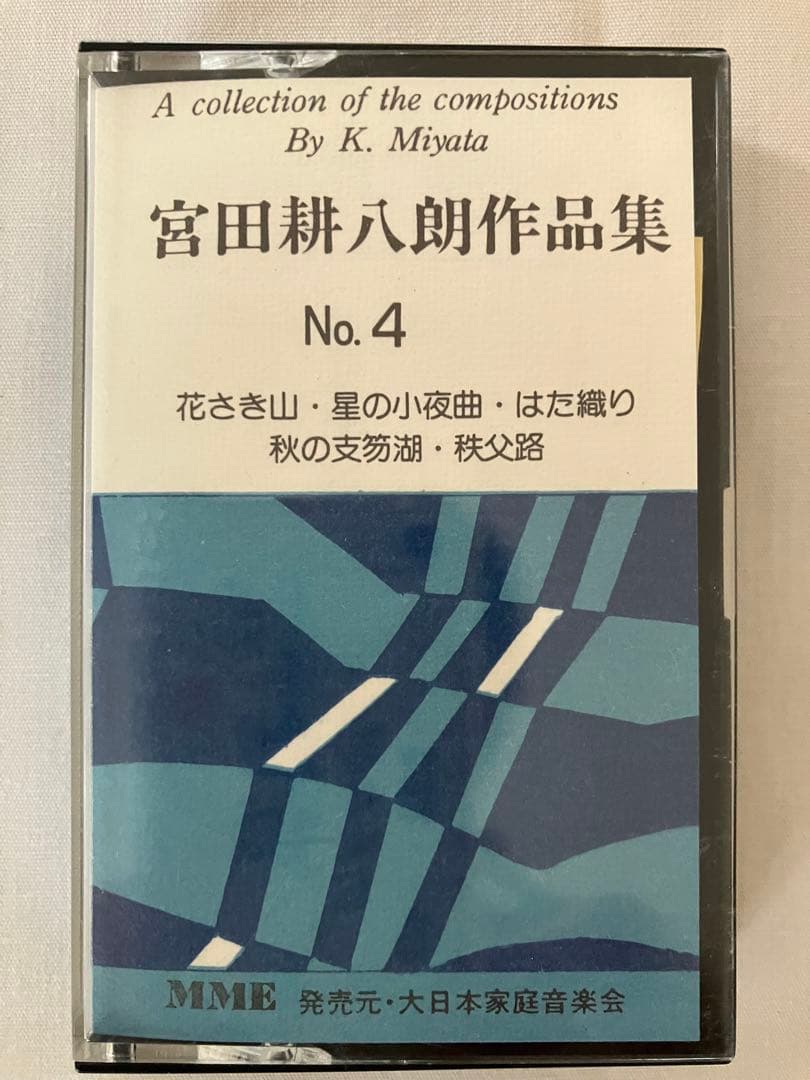 A collection of the compositions
By K. Miyata
宮田耕八朗作品集
No. 4
花さき山・星の小夜曲・はた織り
秋の支笏湖・秩父路
MME 発売元・大日本家庭音楽会